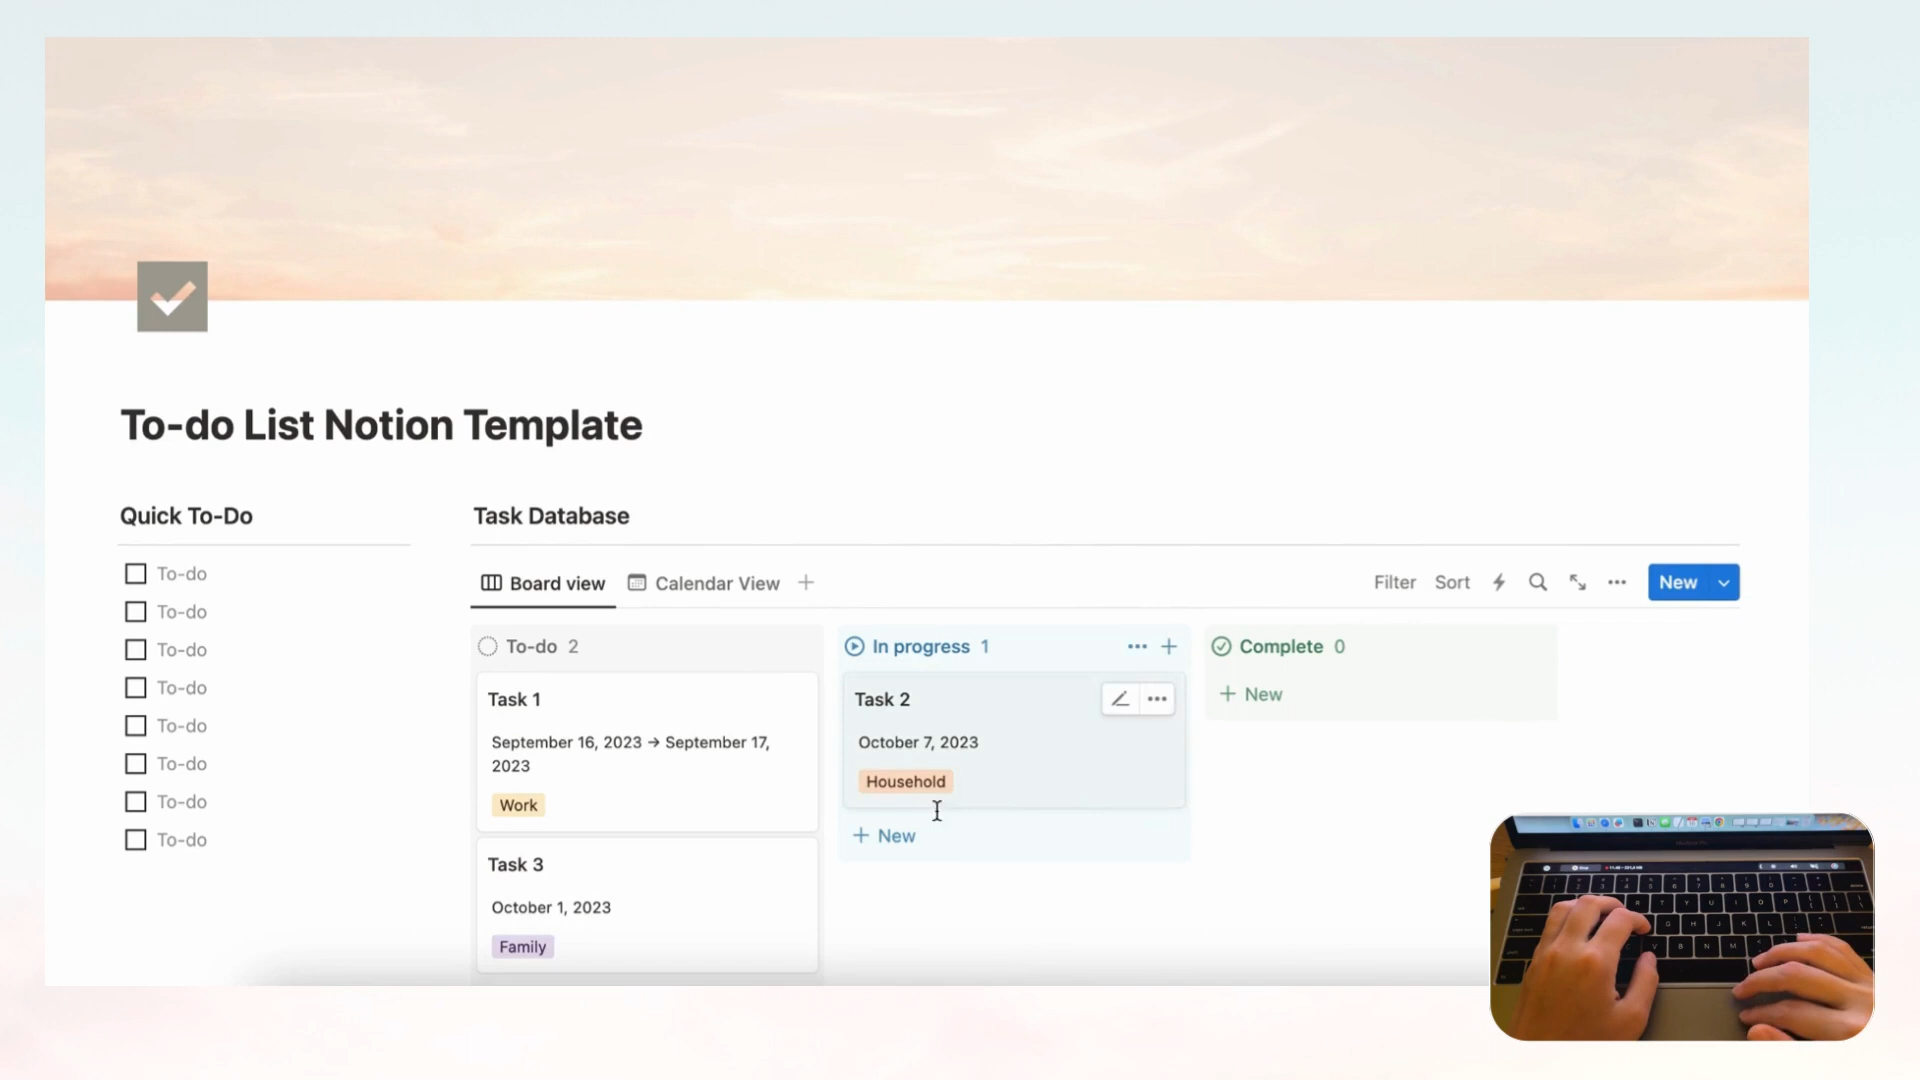 To-do List Notion Template
Quick To-Do
To-do
To-do
To-do
To-do
To-do
To-do
To-do
To-do
Task Database
Board view
Calendar View
Filter
Sort
New
To-do 2
Task 1
September 16, 2023 → September 17,
2023
Work
Task 3
October 1, 2023
Family
In progress 1
Task 2
October 7, 2023
Household
+ New
Complete 0
+ New